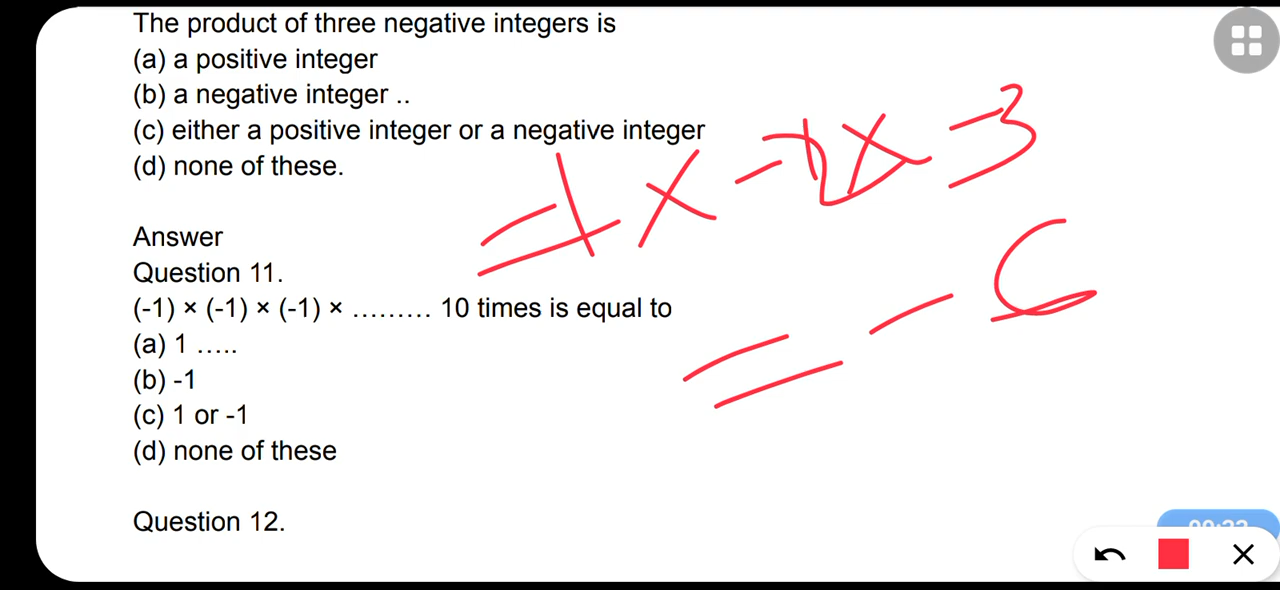 The product of three negative integers is
(a) a positive integer
(b) a negative integer ..
(c) either a positive integer or a negative integer
(d) none of these.
-1 x -2 x -3
= -6
Answer
Question 11.
(-1) × (-1) × (-1) × ……… 10 times is equal to
(a) 1 …..
(b) -1
(c) 1 or -1
(d) none of these
Question 12.